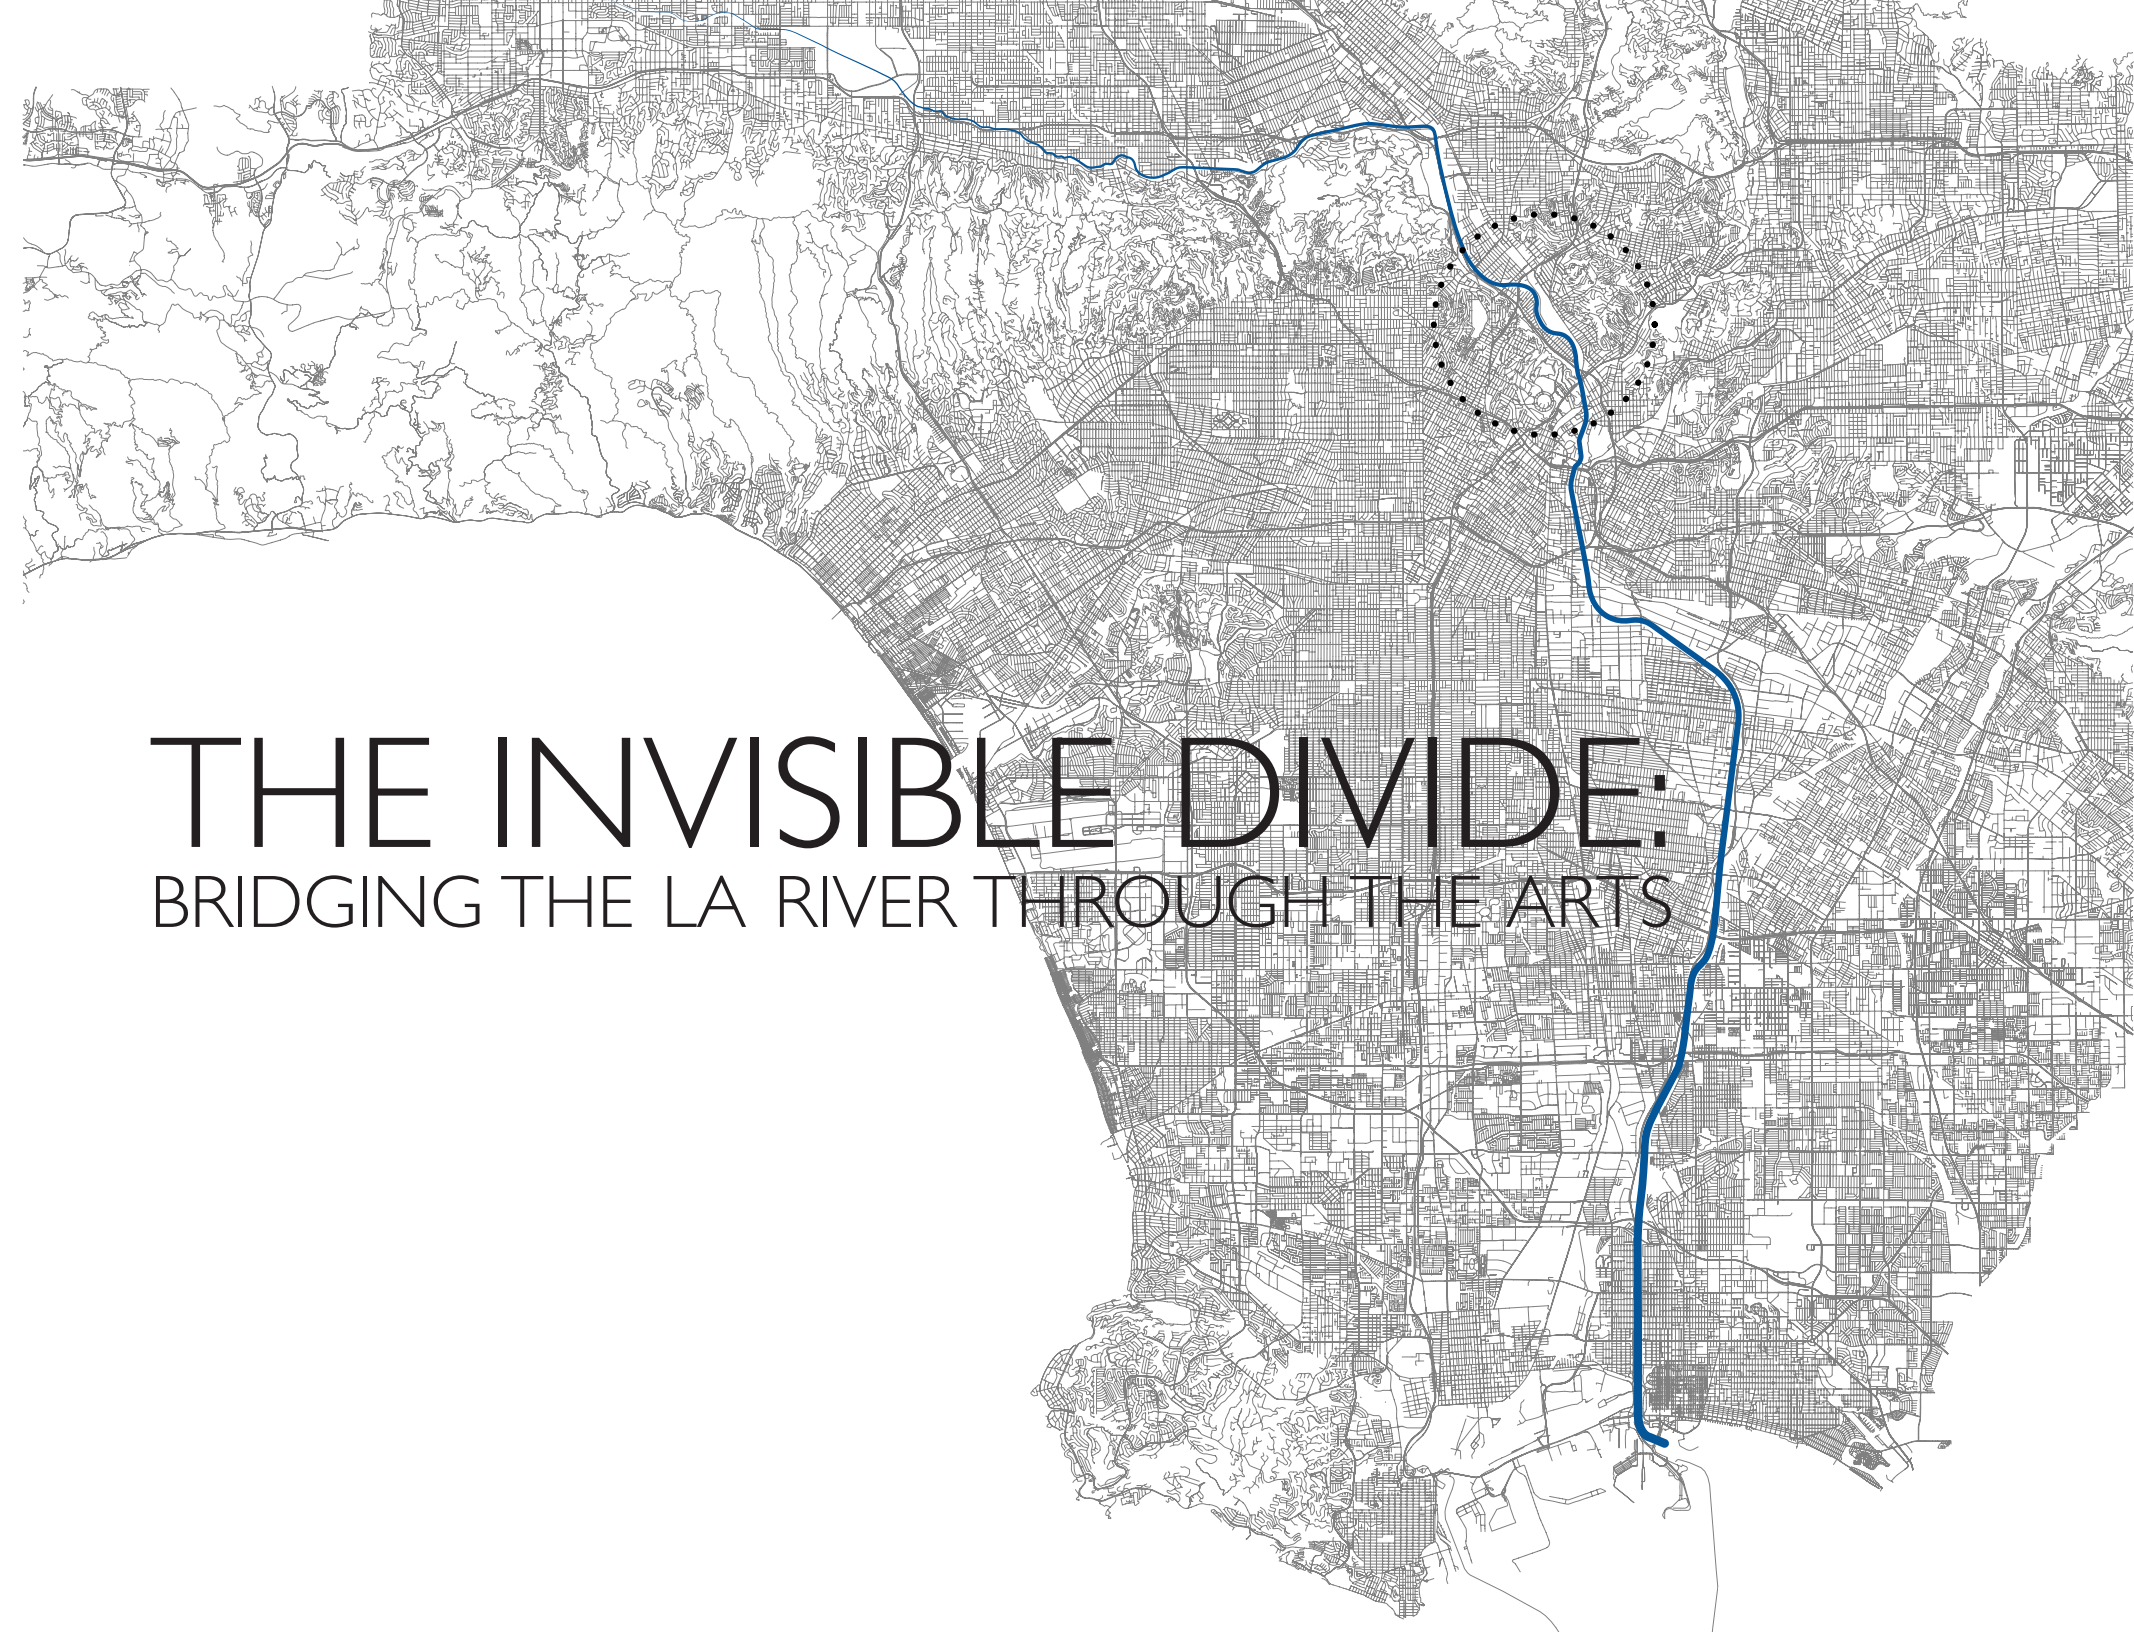 THE INVISIBLE DIVIDE:
BRIDGING THE LA RIVER THROUGH THE ARTS